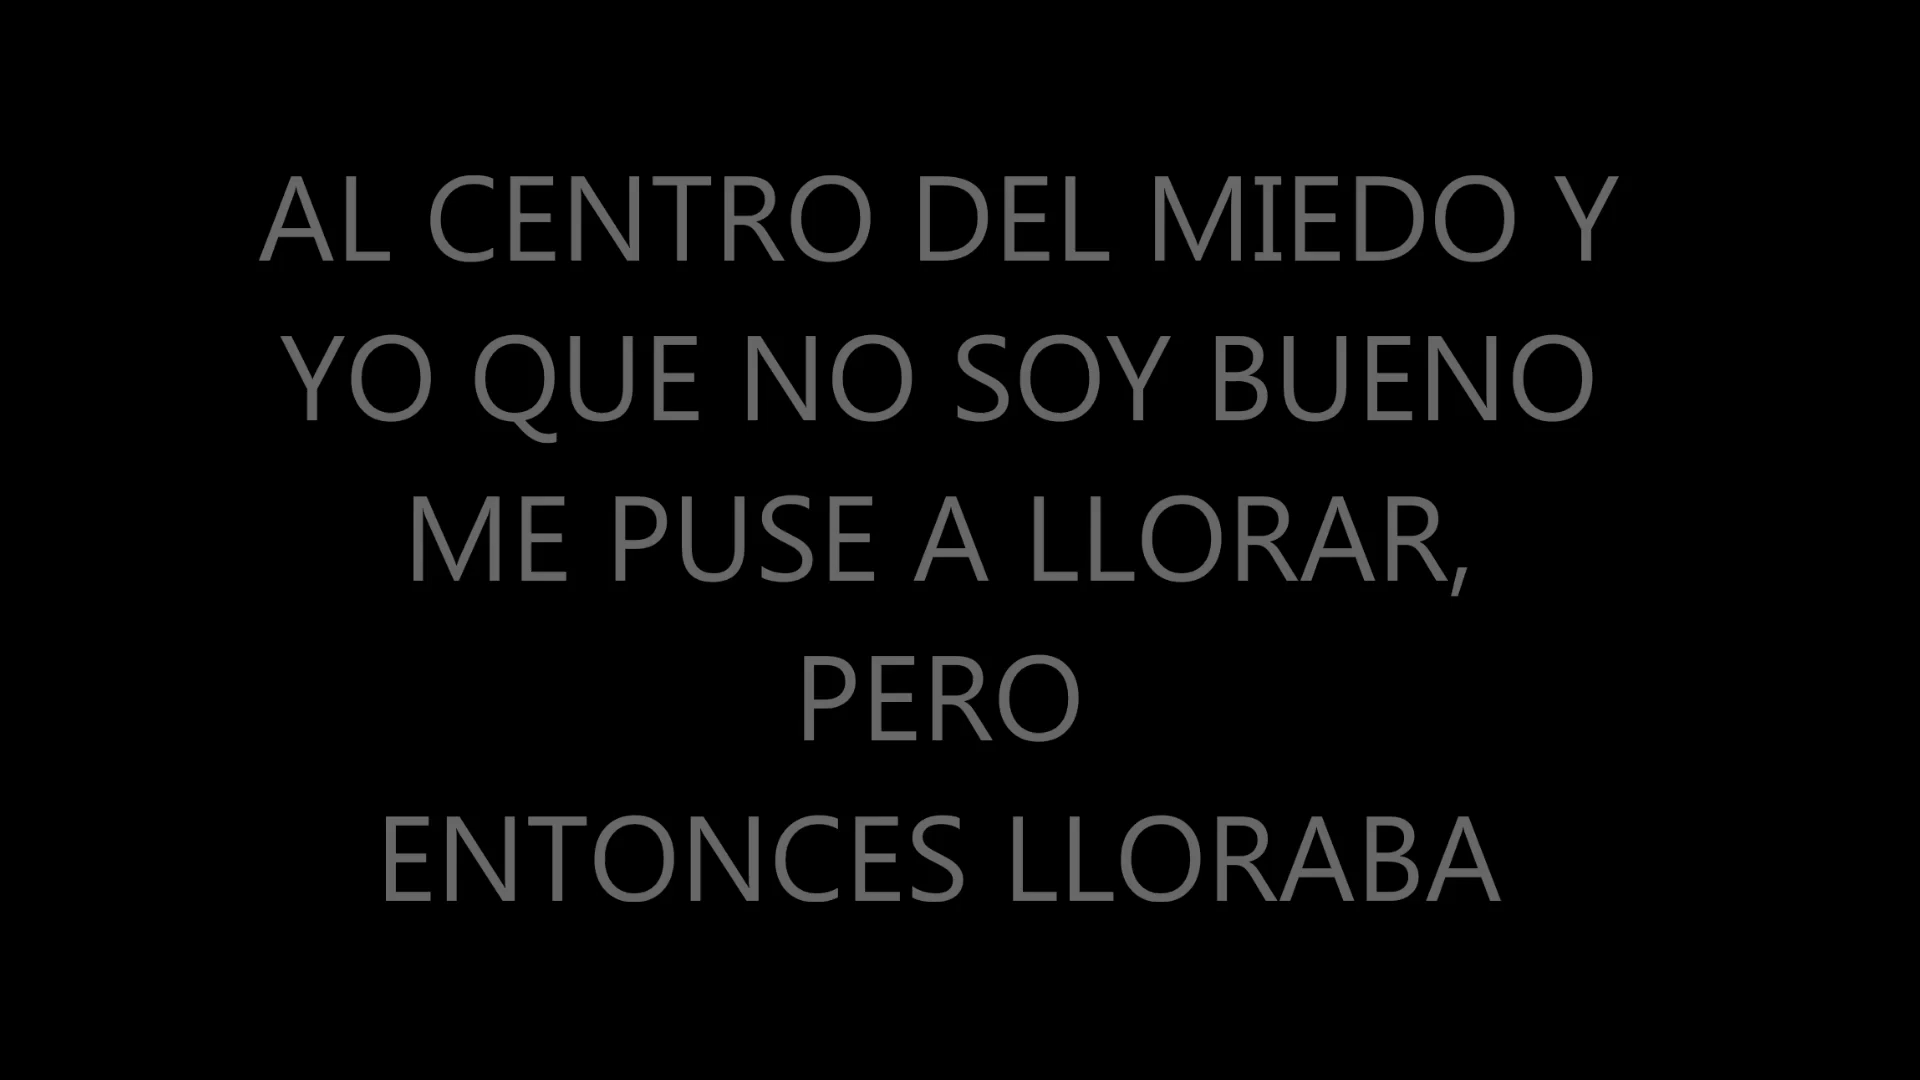 AL CENTRO DEL MIEDO Y
YO QUE NO SOY BUENO
ME PUSE A LLORAR,
PERO
ENTONCES LLORABA